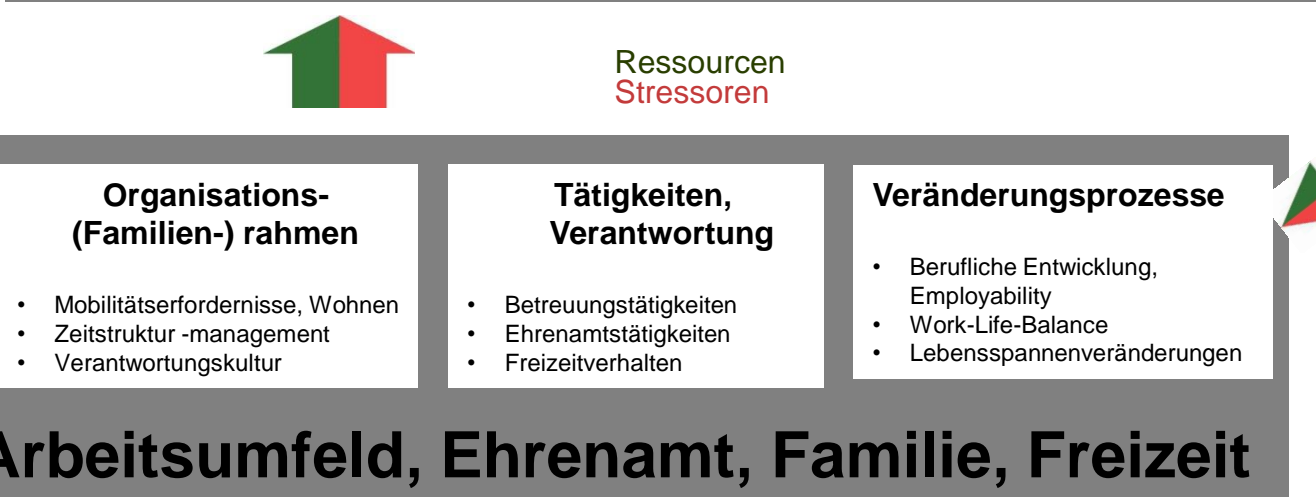 Ressourcen
Stressoren
Organisations-
(Familien-) rahmen
• Mobilitätserfordernisse, Wohnen
• Zeitstruktur -management
• Verantwortungskultur
Tätigkeiten,
Verantwortung
• Betreuungstätigkeiten
• Ehrenamtstätigkeiten
• Freizeitverhalten
Veränderungsprozesse
• Berufliche Entwicklung,
Employability
• Work-Life-Balance
• Lebensspannenveränderungen
Arbeitsumfeld, Ehrenamt, Familie, Freizeit